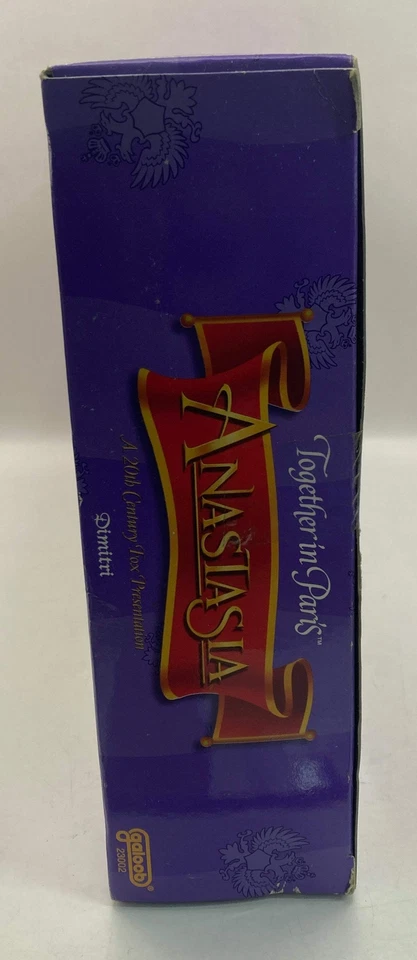 Together in Paris™
ANASTASIA
A 20th Century Fox Presentation
Dimitri
galoob®
23002